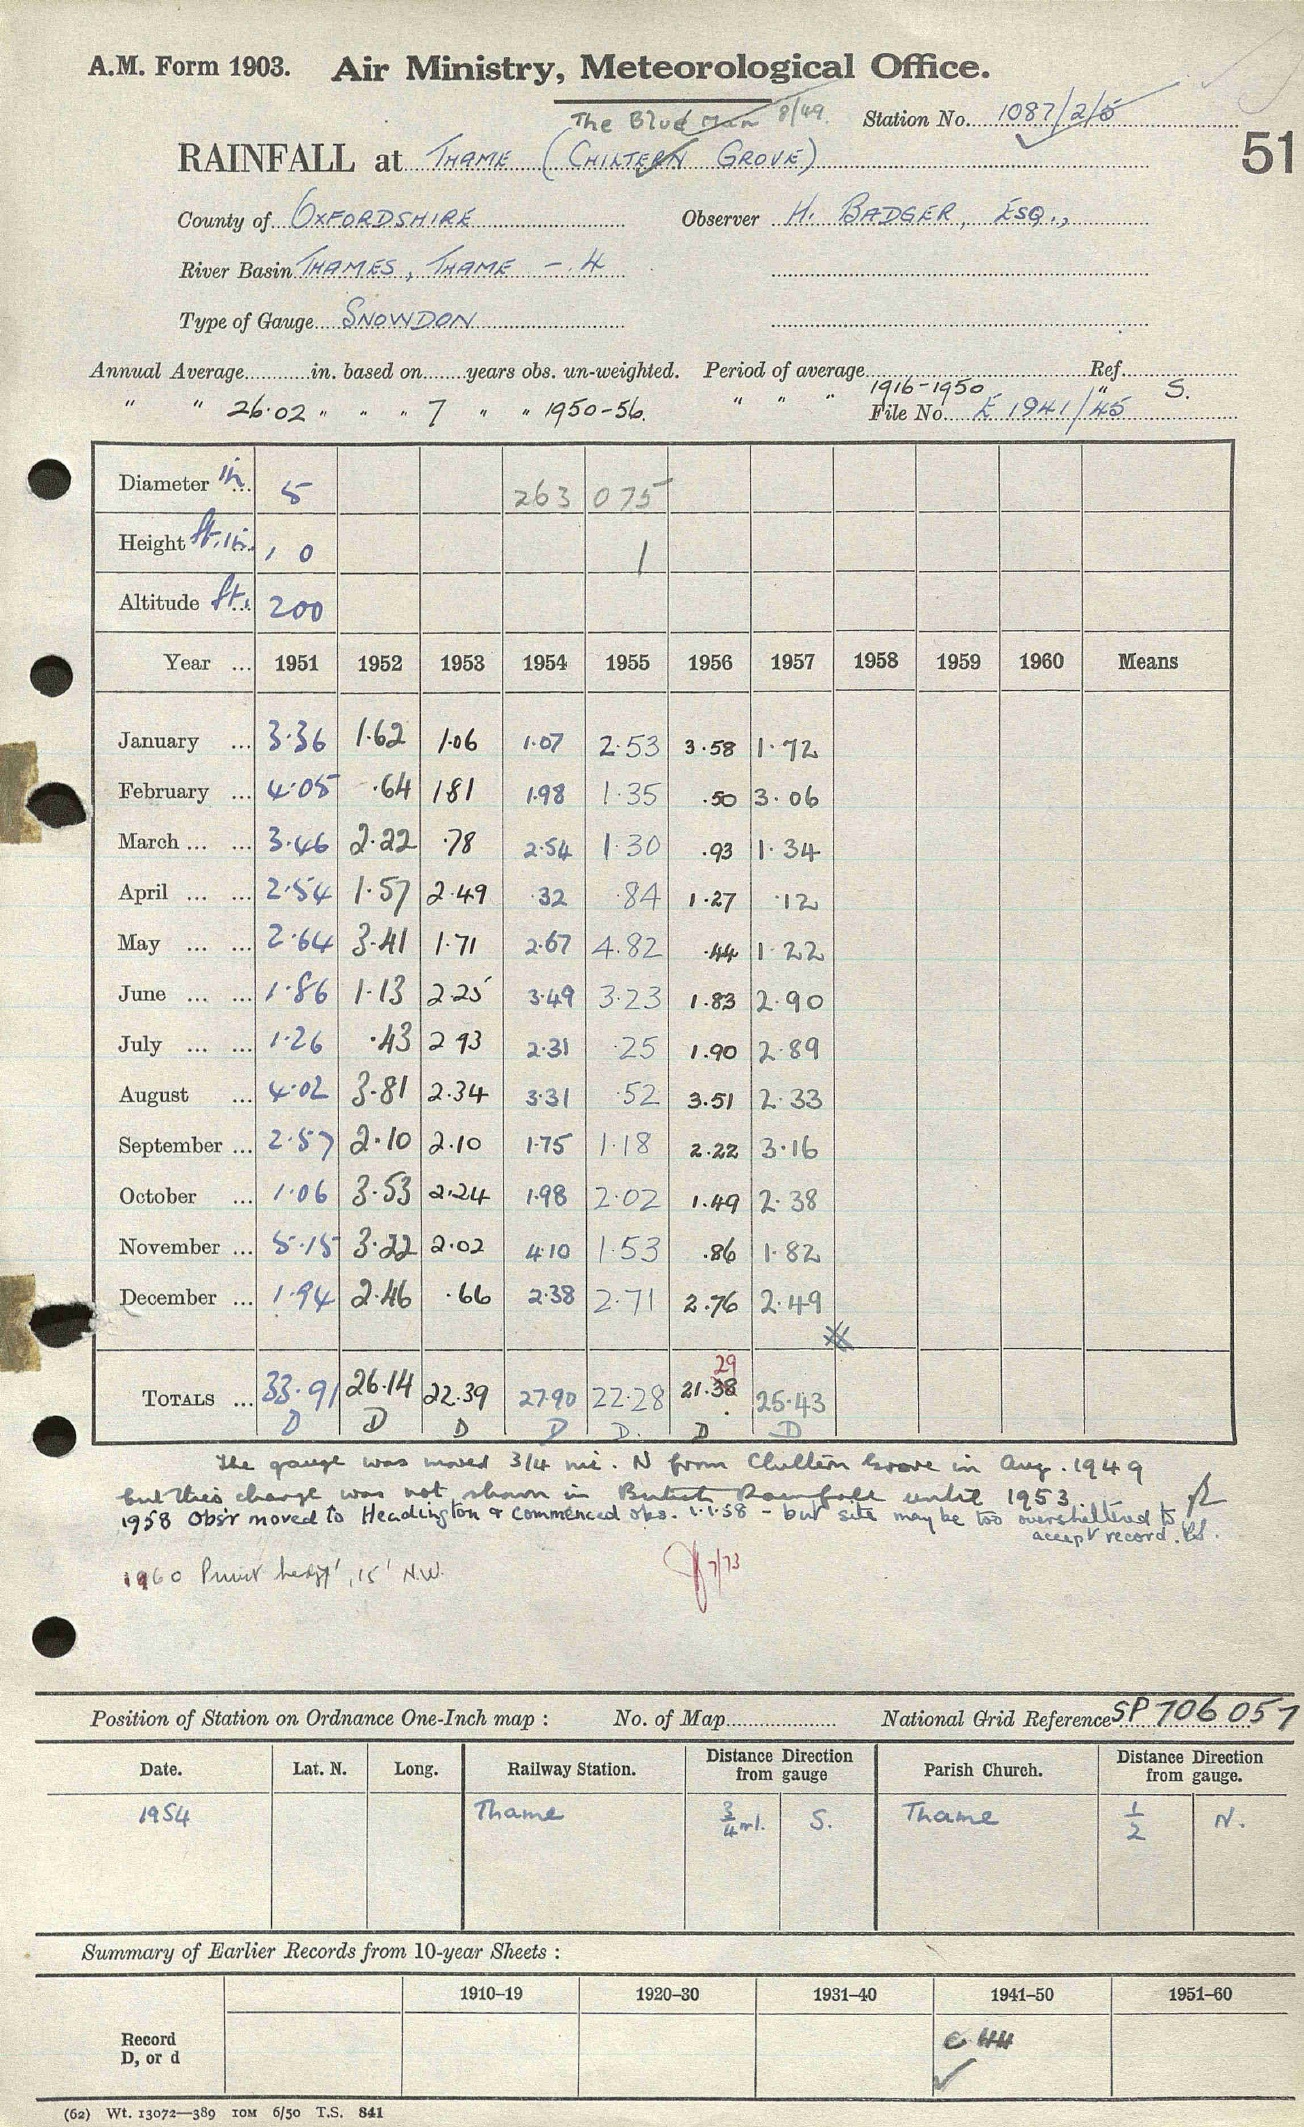 A.M. Form 1903. Air Ministry, Meteorological Office.
The Blue Man 8/49. Station No. 1087/2/5
51
RAINFALL at THAME (CHILTERN GROVE)
County of OXFORDSHIRE Observer H. BADGER, ESQ.,
River Basin THAMES, THAME - 4
Type of Gauge SNOWDON
Annual Average in. based on years obs. un-weighted. Period of average Ref.
" " 26.02 " " " 7 " " 1950-56. " " " 1916-1950 " S.
File No. E 1941/45
Diameter in. 5 263 075
Height ft. in. 1 0 1
Altitude ft. 200
Year ... 1951 1952 1953 1954 1955 1956 1957 1958 1959 1960 Means
January ... 3.36 1.62 1.06 1.07 2.53 3.58 1.72
February ... 4.05 .64 1 81 1.98 1.35 .50 3.06
March ... ... 3.46 2.22 .78 2.54 1.30 .93 1.34
April ... ... 2.54 1.57 2.49 .32 .84 1.27 .12
May ... ... 2.64 3.41 1.71 2.67 4.82 .44 1.22
June ... ... 1.86 1.13 2.25 3.49 3.23 1.83 2.90
July ... ... 1.26 .43 2 93 2.31 .25 1.90 2.89
August ... 4.02 3.81 2.34 3.31 .52 3.51 2.33
September ... 2.57 2.10 2.10 1.75 1.18 2.22 3.16
October ... 1.06 3.53 2.24 1.98 2.02 1.49 2.38
November ... 5.15 3.22 2.02 4.10 1.53 .86 1.82
December ... 1.94 2.46 .66 2.38 2.71 2.76 2.49
29
TOTALS ... 33.91 26.14 22.39 27.90 22.28 21.38 25.43
D D D D D. D D
The gauge was moved 3/4 mi. N from Chiltern Grove in Aug. 1949
but this change was not shown in British Rainfall until 1953
1958 Obs'r moved to Headington & commenced obs. 1.1.58 - but site may be too oversheltered to
accept record.
1960 Privit hedge, 15' N.W.
7/73
Position of Station on Ordnance One-Inch map : No. of Map National Grid Reference SP 706 057
Date. Lat. N. Long. Railway Station. Distance Direction from gauge Parish Church. Distance Direction from gauge.
1954 Thame 3/4 ml. S. Thame 1/2 N.
Summary of Earlier Records from 10-year Sheets :
1910-19 1920-30 1931-40 1941-50 1951-60
Record
D, or d
c 44
(62) Wt. 13072—389 10M 6/50 T.S. 841